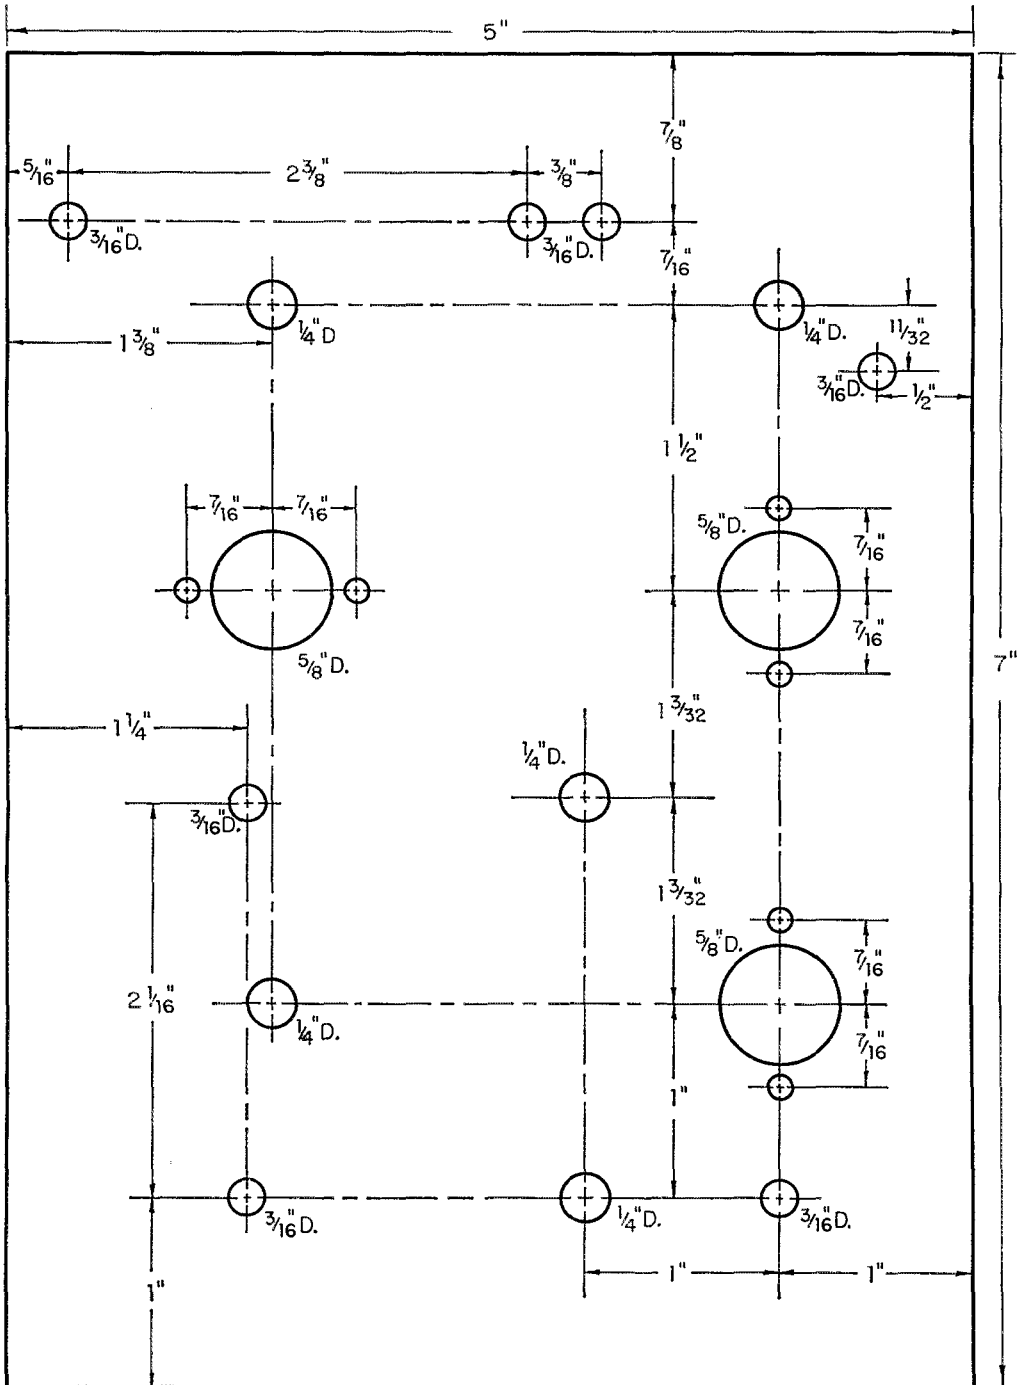 5"
7/8"
5/16" 2 3/8" 3/8"
3/16"D. 3/16"D.
7/16"
1/4"D 1/4"D. 11/32"
1 3/8"
3/16"D. 1/2"
1 1/2"
7/16" 7/16" 5/8"D. 7/16"
7/16"
5/8"D. 7"
1 3/32"
1 1/4"
1/4"D.
3/16"D.
1 3/32"
5/8"D. 7/16"
2 1/16"
1/4"D. 7/16"
1"
3/16"D. 1/4"D. 3/16"D.
1" 1" 1"